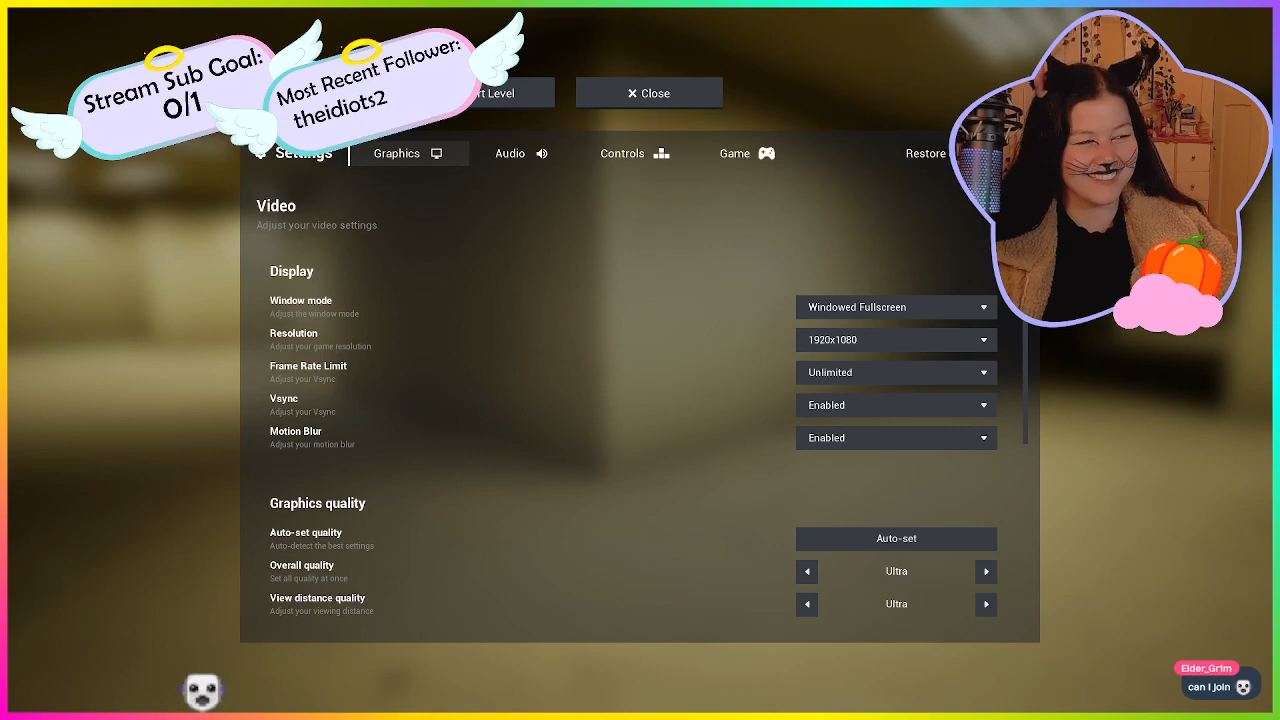 Stream Sub Goal:
0/1
Most Recent Follower:
theidiots2
Level
Close
Settings
Graphics
Audio
Controls
Game
Restore
Video
Adjust your video settings
Display
Window mode
Adjust the window mode
Windowed Fullscreen
Resolution
Adjust your game resolution
1920x1080
Frame Rate Limit
Adjust your Vsync
Unlimited
Vsync
Adjust your Vsync
Enabled
Motion Blur
Adjust your motion blur
Enabled
Graphics quality
Auto-set quality
Auto-detect the best settings
Auto-set
Overall quality
Set all quality at once
Ultra
View distance quality
Adjust your viewing distance
Ultra
Elder_Gr1m
can I join